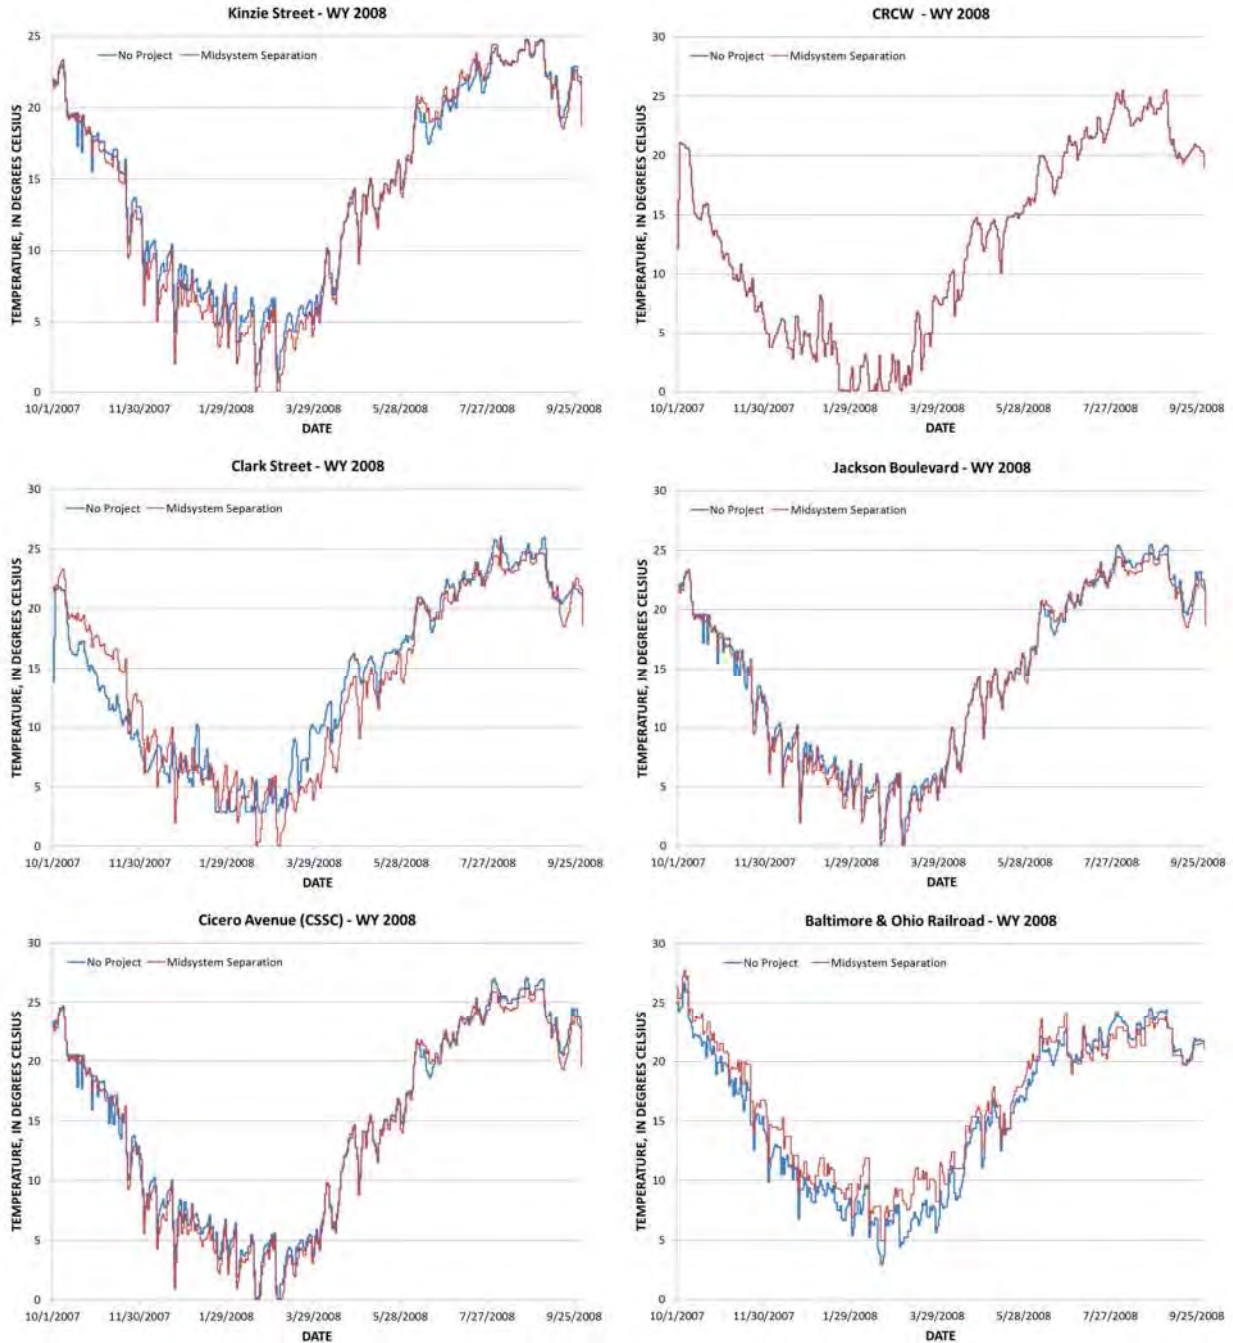 Kinzie Street - WY 2008
TEMPERATURE, IN DEGREES CELSIUS
25
20
15
10
5
0
No Project
Midsystem Separation
10/1/2007 11/30/2007 1/29/2008 3/29/2008 5/28/2008 7/27/2008 9/25/2008
DATE
CRCW - WY 2008
TEMPERATURE, IN DEGREES CELSIUS
30
25
20
15
10
5
0
No Project
Midsystem Separation
10/1/2007 11/30/2007 1/29/2008 3/29/2008 5/28/2008 7/27/2008 9/25/2008
DATE
Clark Street - WY 2008
TEMPERATURE, IN DEGREES CELSIUS
30
25
20
15
10
5
0
No Project
Midsystem Separation
10/1/2007 11/30/2007 1/29/2008 3/29/2008 5/28/2008 7/27/2008 9/25/2008
DATE
Jackson Boulevard - WY 2008
TEMPERATURE, IN DEGREES CELSIUS
30
25
20
15
10
5
0
No Project
Midsystem Separation
10/1/2007 11/30/2007 1/29/2008 3/29/2008 5/28/2008 7/27/2008 9/25/2008
DATE
Cicero Avenue (CSSC) - WY 2008
TEMPERATURE, IN DEGREES CELSIUS
30
25
20
15
10
5
0
No Project
Midsystem Separation
10/1/2007 11/30/2007 1/29/2008 3/29/2008 5/28/2008 7/27/2008 9/25/2008
DATE
Baltimore & Ohio Railroad - WY 2008
TEMPERATURE, IN DEGREES CELSIUS
30
25
20
15
10
5
0
No Project
Midsystem Separation
10/1/2007 11/30/2007 1/29/2008 3/29/2008 5/28/2008 7/27/2008 9/25/2008
DATE